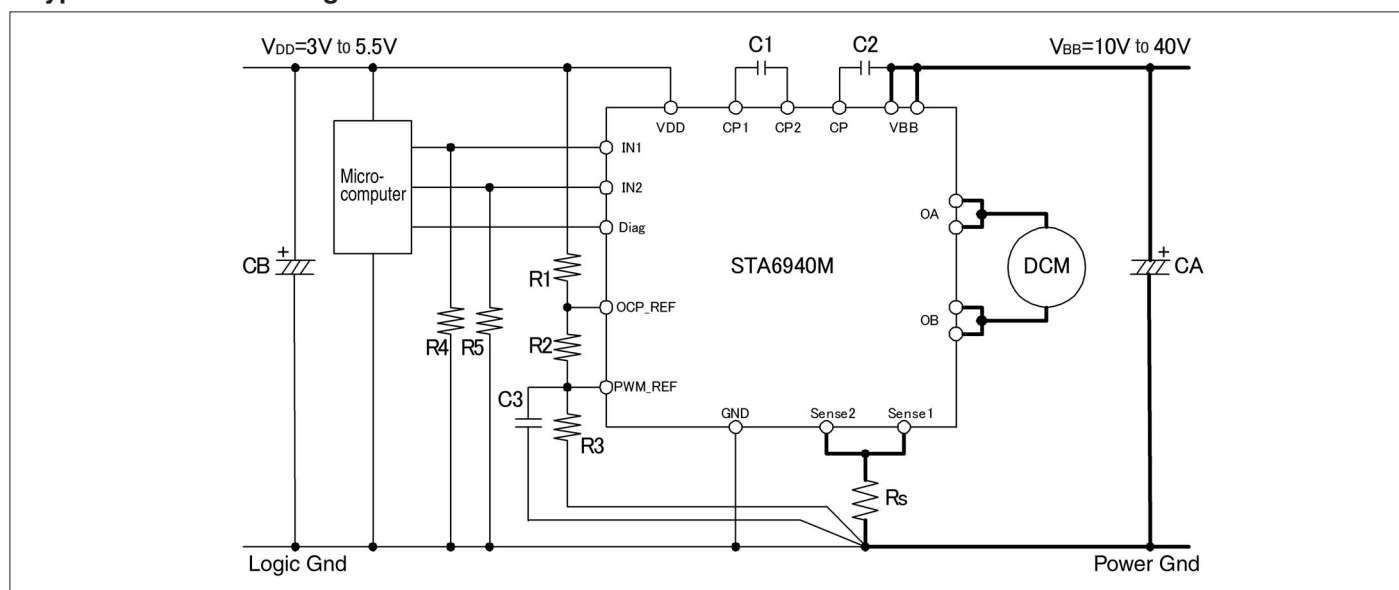 VDD=3V to 5.5V
C1
C2
VBB=10V to 40V
VDD
CP1
CP2
CP
VBB
Micro-
computer
IN1
IN2
Diag
OA
STA6940M
DCM
CB
+
+
CA
R1
OCP_REF
OB
R4
R5
R2
C3
PWM_REF
R3
GND
Sense2
Sense1
Rs
Logic Gnd
Power Gnd